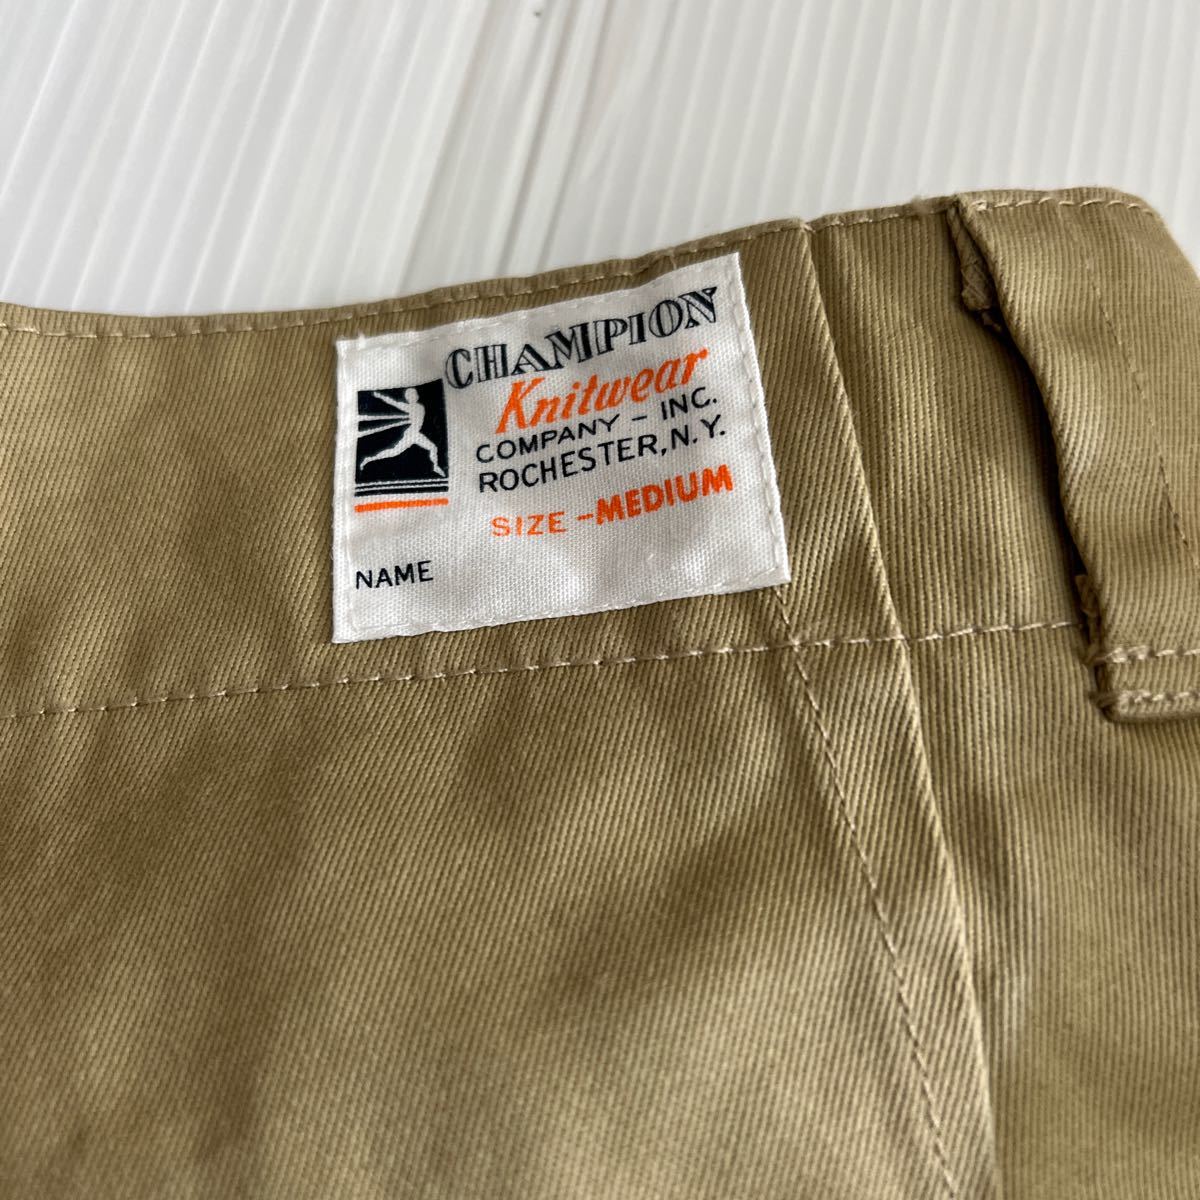 CHAMPION
Knitwear
COMPANY - INC.
ROCHESTER, N.Y.
SIZE - MEDIUM
NAME